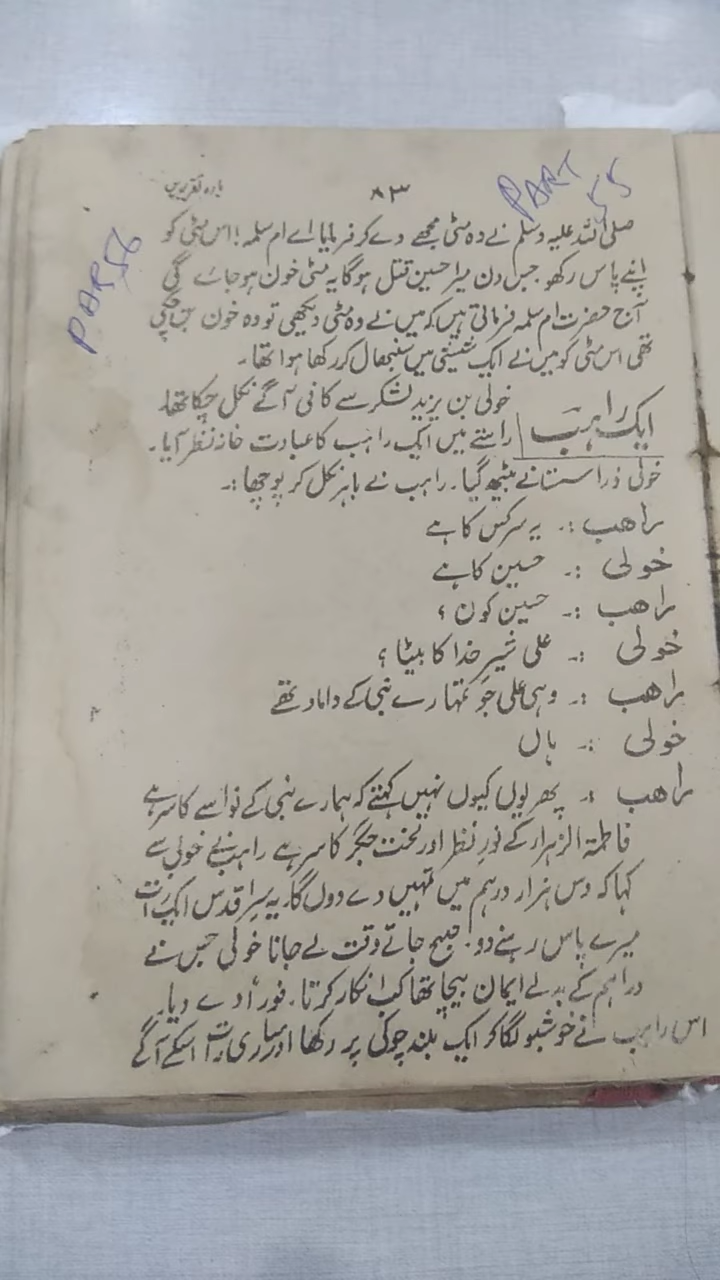 بارہ تقریریں
۸۳
PART 55
PART 56
صلی اللہ علیہ وسلم نے وہ مٹی مجھے دے کر فرمایا اے ام سلمہ! اس مٹی کو
اپنے پاس رکھو جس دن میرا حسین قتل ہو گا یہ مٹی خون ہو جائے گی
آج حضرت ام سلمہ فرماتی ہیں کہ میں نے وہ مٹی دیکھی تو وہ خون بن چکی
تھی اس مٹی کو میں نے ایک شیشی میں سنبھال کر رکھا ہوا تھا۔
ایک راہب
خولی بن یزید لشکر سے کافی آگے نکل چکا تھا۔
راستے میں ایک راہب کا عبادت خانہ نظر آیا۔
خولی ذرا سستانے بیٹھ گیا۔ راہب نے باہر نکل کر پوچھا:۔
راھب :۔ یہ سر کس کا ہے
خولی :۔ حسین کا ہے
راھب :۔ حسین کون ؟
خولی :۔ علی شیرِ خدا کا بیٹا ؟
راھب :۔ وہی علی جو تمہارے نبی کے داماد تھے
خولی :۔ ہاں
راھب :۔ پھر یوں کیوں نہیں کہتے کہ ہمارے نبی کے نواسے کا سر ہے
فاطمۃ الزہرا کے نورِ نظر اور لختِ جگر کا سر ہے راہب نے خولی سے
کہا کہ دس ہزار درہم میں تمہیں دے دوں گا۔ یہ سرِ اقدس ایک رات
میرے پاس رہنے دو۔ صبح جاتے وقت لے جانا خولی جس نے
دراہم کے بدلے ایمان بیچا تھا کب انکار کرتا۔ فوراً دے دیا۔
اس راہب نے خوشبو لگا کر ایک بلند چوکی پر رکھا اور ساری رات اسکے آگے